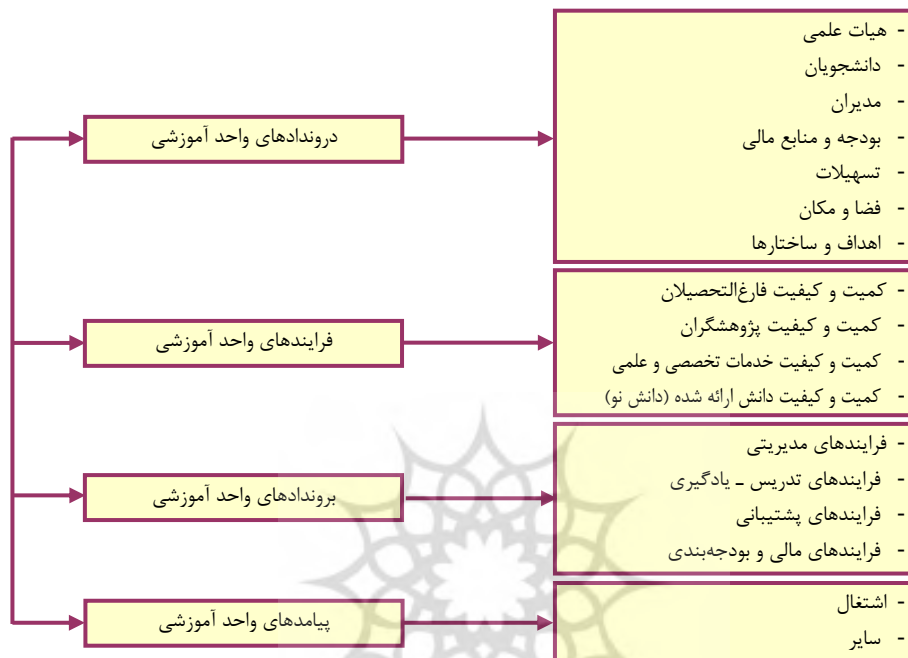 - هیات علمی
- دانشجویان
- مدیران
- بودجه و منابع مالی
- تسهیلات
- فضا و مکان
- اهداف و ساختارها
دروندادهای واحد آموزشی
- کمیت و کیفیت فارغ‌التحصیلان
- کمیت و کیفیت پژوهشگران
- کمیت و کیفیت خدمات تخصصی و علمی
- کمیت و کیفیت دانش ارائه شده (دانش نو)
فرایندهای واحد آموزشی
- فرایندهای مدیریتی
- فرایندهای تدریس ـ یادگیری
- فرایندهای پشتیبانی
- فرایندهای مالی و بودجه‌بندی
بروندادهای واحد آموزشی
- اشتغال
- سایر
پیامدهای واحد آموزشی